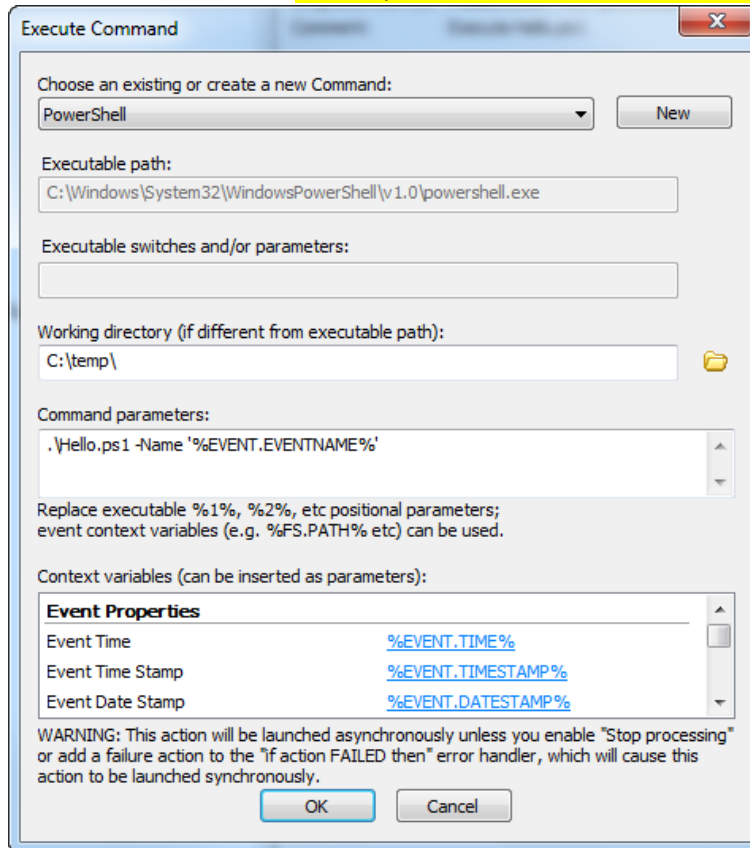 Execute Command
Choose an existing or create a new Command:
PowerShell
New
Executable path:
C:\Windows\System32\WindowsPowerShell\v1.0\powershell.exe
Executable switches and/or parameters:
Working directory (if different from executable path):
C:\temp\
Command parameters:
.\Hello.ps1 -Name '%EVENT.EVENTNAME%'
Replace executable %1%, %2%, etc positional parameters;
event context variables (e.g. %FS.PATH% etc) can be used.
Context variables (can be inserted as parameters):
Event Properties
Event Time %EVENT.TIME%
Event Time Stamp %EVENT.TIMESTAMP%
Event Date Stamp %EVENT.DATESTAMP%
WARNING: This action will be launched asynchronously unless you enable "Stop processing"
or add a failure action to the "if action FAILED then" error handler, which will cause this
action to be launched synchronously.
OK Cancel